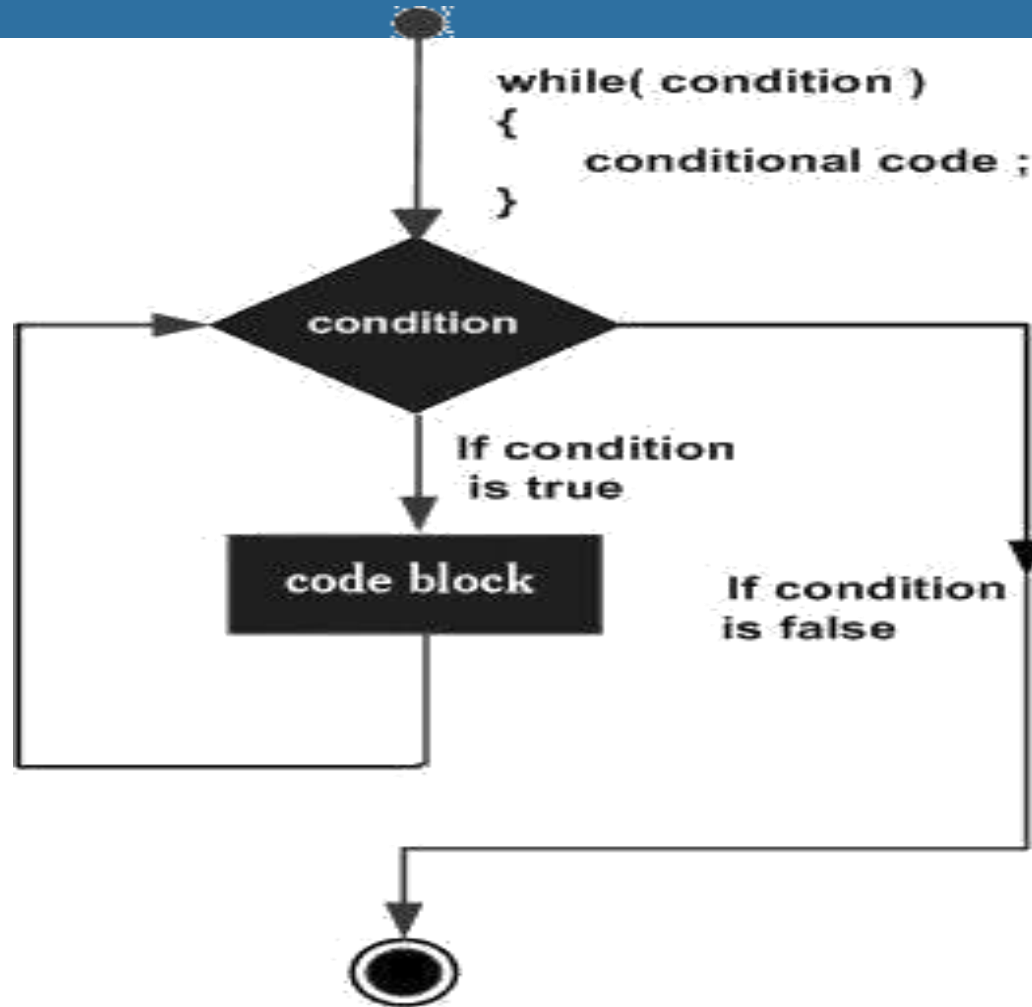 while( condition )
{
conditional code ;
}
condition
If condition
is true
code block
If condition
is false